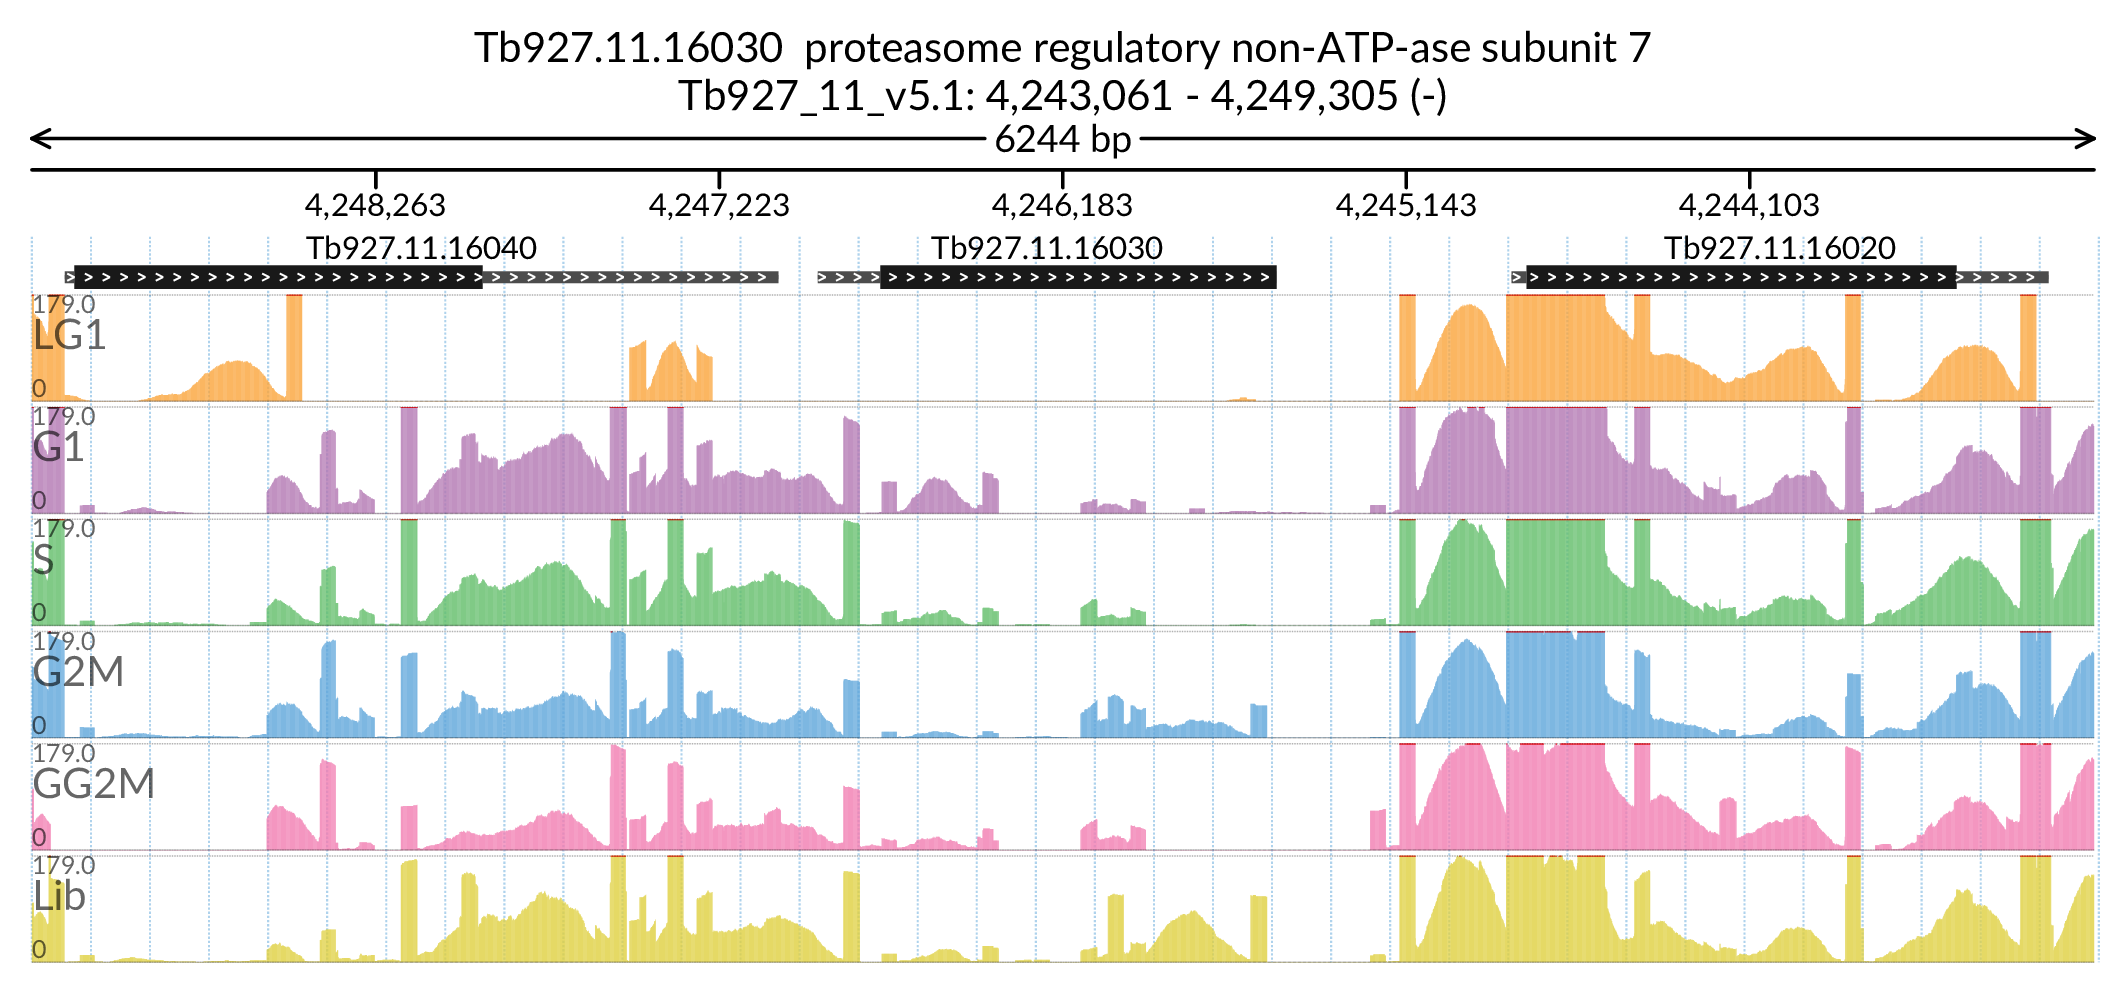 Tb927.11.16030 proteasome regulatory non-ATP-ase subunit 7
Tb927_11_v5.1: 4,243,061 - 4,249,305 (-)
6244 bp
4,248,263 4,247,223 4,246,183 4,245,143 4,244,103
Tb927.11.16040 Tb927.11.16030 Tb927.11.16020
179.0
LG1
0
179.0
G1
0
179.0
S
0
179.0
G2M
0
179.0
GG2M
0
179.0
Lib
0